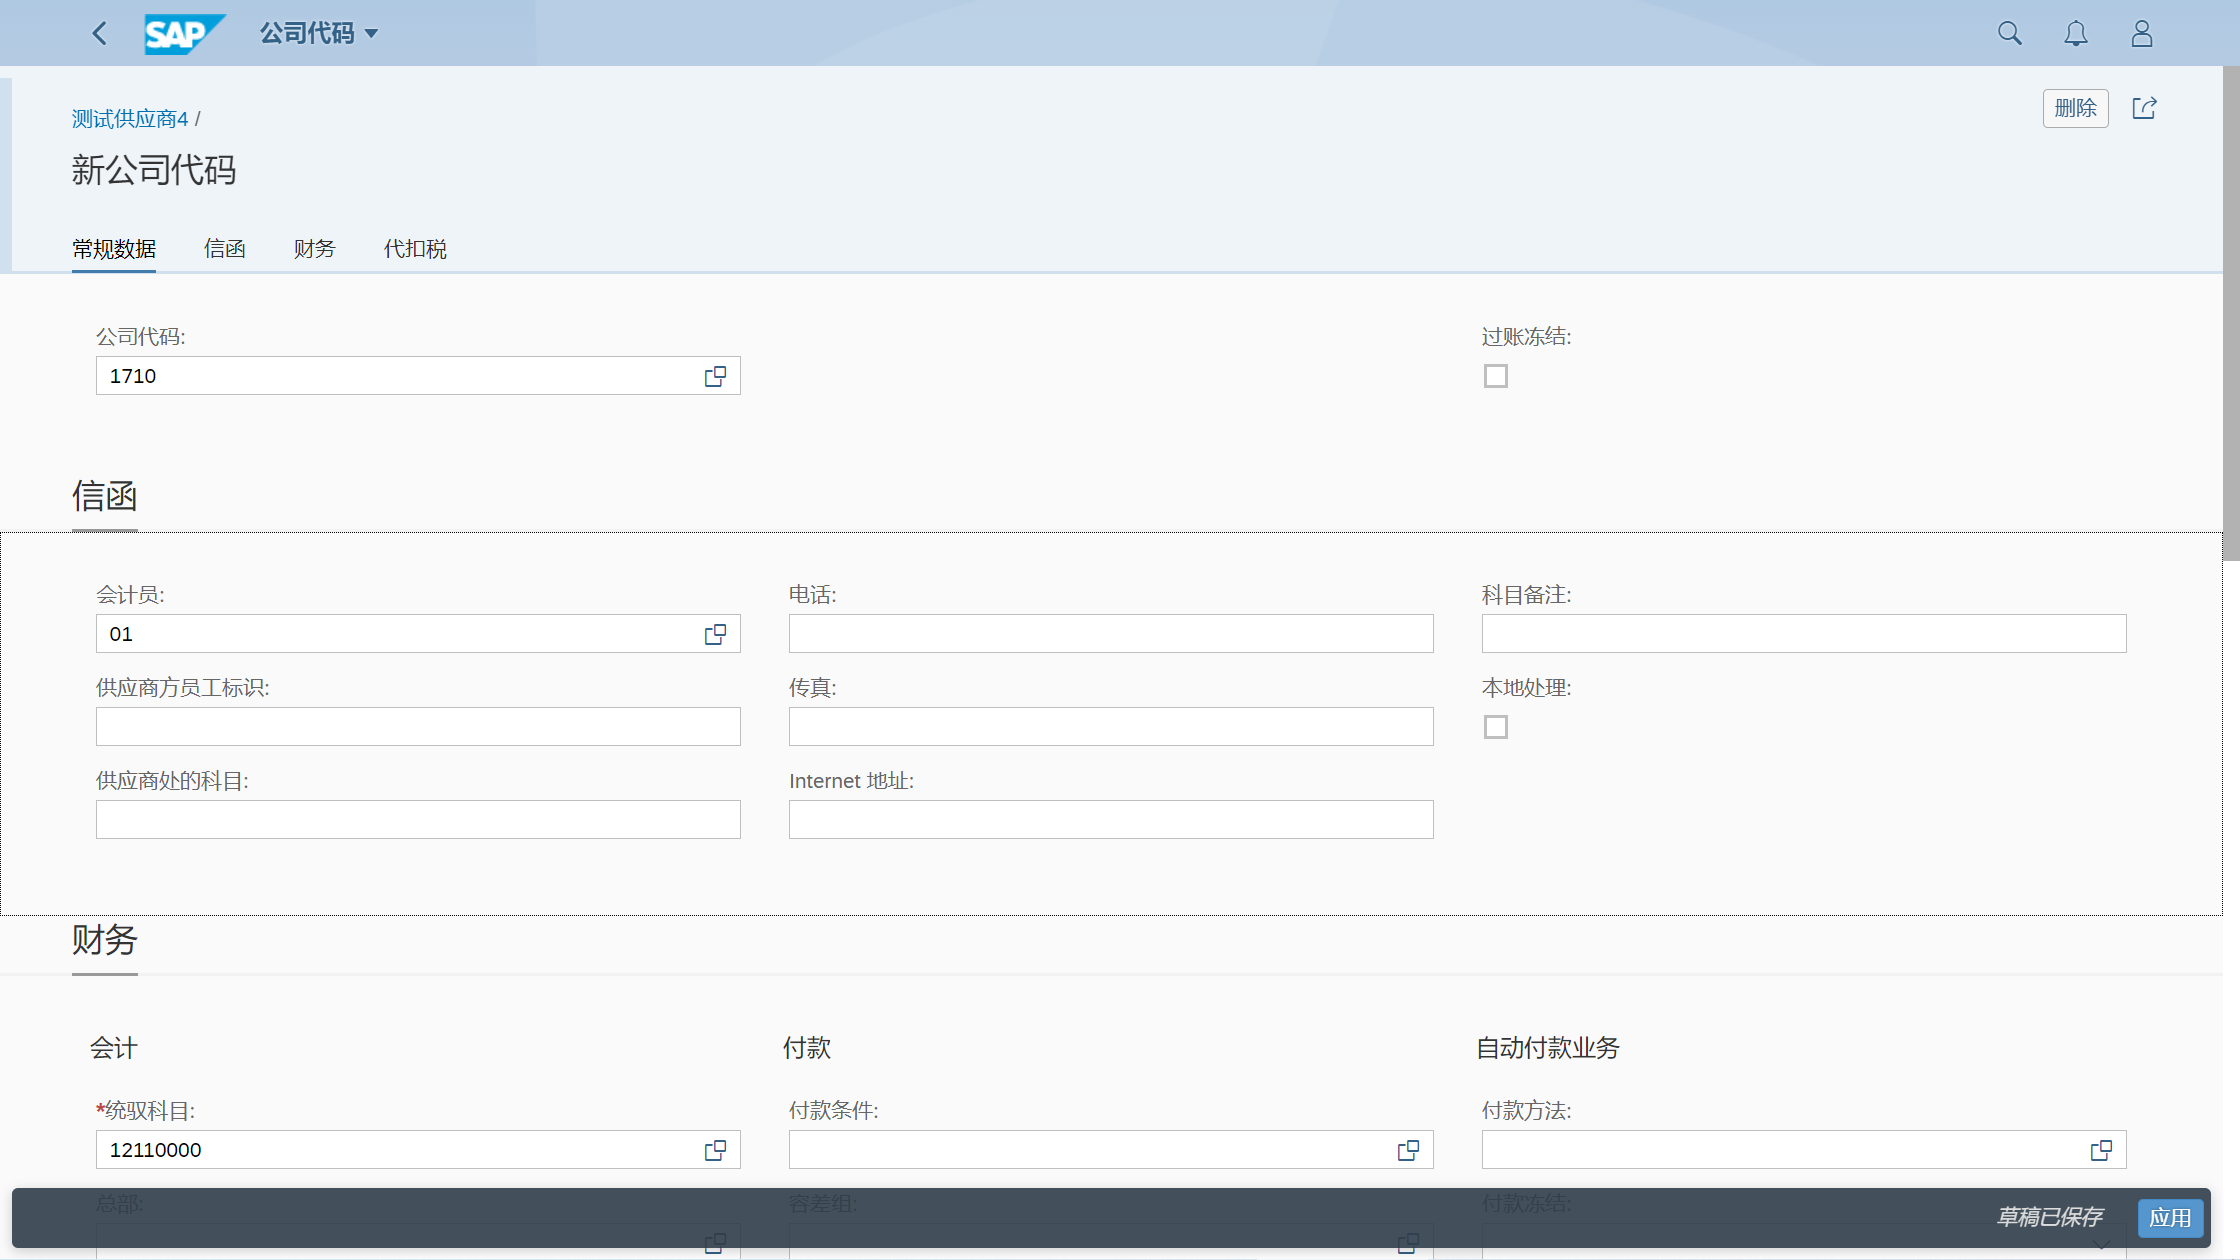 SAP 公司代码
测试供应商4 /
删除
新公司代码
常规数据 信函 财务 代扣税
公司代码: 过账冻结:
1710
信函
会计员: 电话: 科目备注:
01
供应商方员工标识: 传真: 本地处理:
供应商处的科目: Internet 地址:
财务
会计 付款 自动付款业务
*统驭科目: 付款条件: 付款方法:
12110000
总部: 容差组: 付款冻结:
草稿已保存 应用